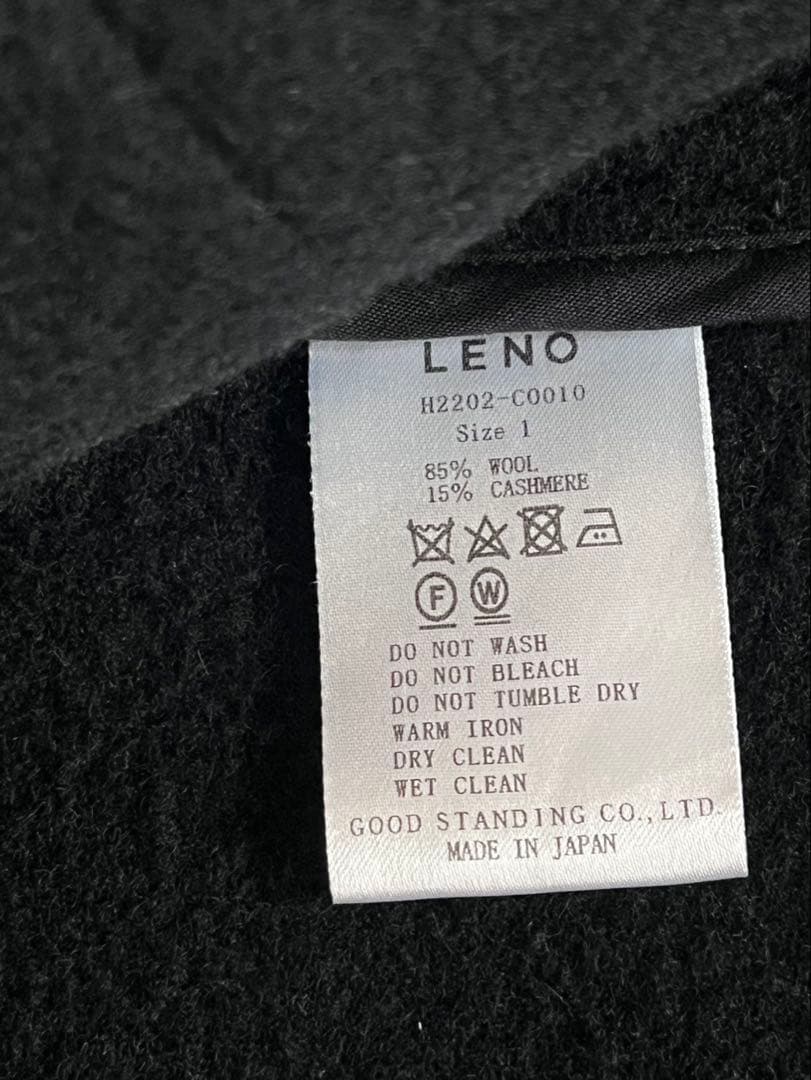 LENO
H2202-C0010
Size 1
85% WOOL
15% CASHMERE
F W
DO NOT WASH
DO NOT BLEACH
DO NOT TUMBLE DRY
WARM IRON
DRY CLEAN
WET CLEAN
GOOD STANDING CO.,LTD.
MADE IN JAPAN